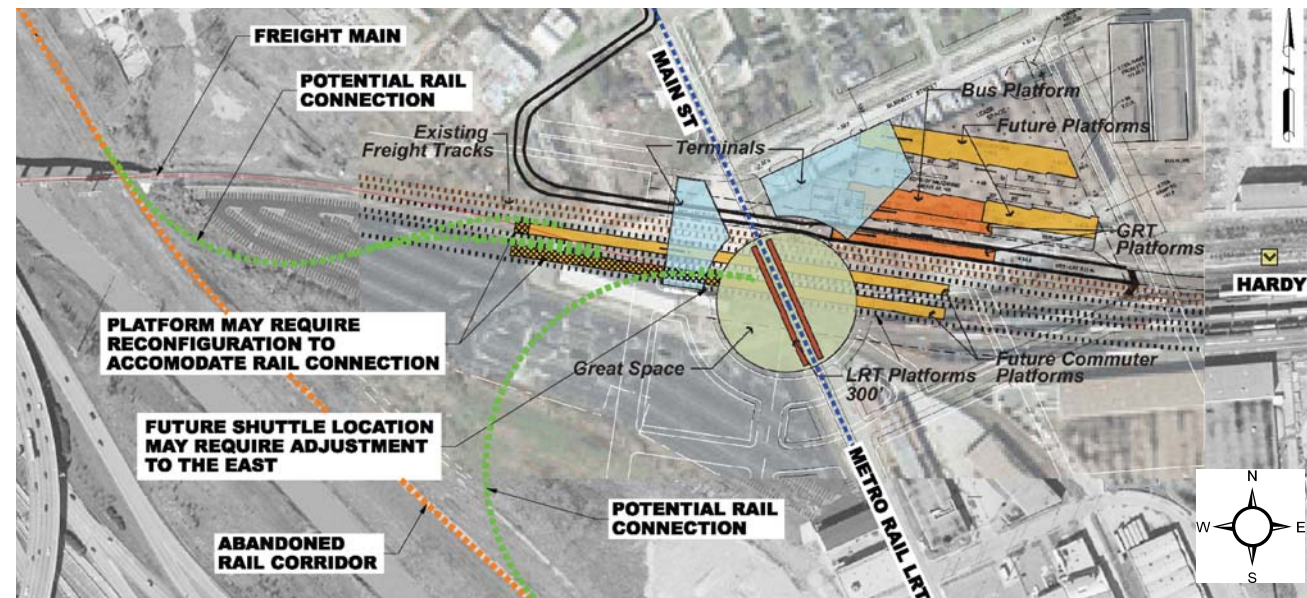 FREIGHT MAIN
POTENTIAL RAIL
CONNECTION
MAIN ST
BURNETT STREET
Bus Platform
Future Platforms
Existing
Freight Tracks
Terminals
GRT
Platforms
HARDY
PLATFORM MAY REQUIRE
RECONFIGURATION TO
ACCOMODATE RAIL CONNECTION
Great Space
LRT Platforms
300'
Future Commuter
Platforms
FUTURE SHUTTLE LOCATION
MAY REQUIRE ADJUSTMENT
TO THE EAST
METRO RAIL LRT
POTENTIAL RAIL
CONNECTION
ABANDONED
RAIL CORRIDOR
N
W
E
S